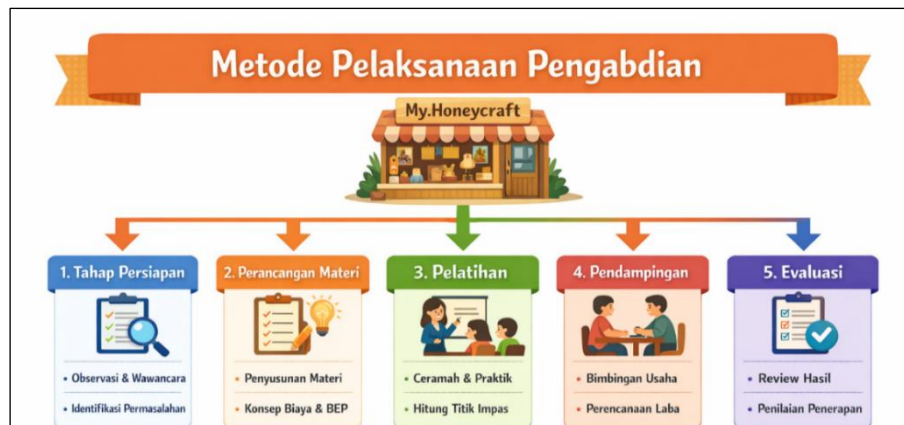 Metode Pelaksanaan Pengabdian
My.Honeycraft
1. Tahap Persiapan
• Observasi & Wawancara
• Identifikasi Permasalahan
2. Perancangan Materi
• Penyusunan Materi
• Konsep Biaya & BEP
3. Pelatihan
• Ceramah & Praktik
• Hitung Titik Impas
4. Pendampingan
• Bimbingan Usaha
• Perencanaan Laba
5. Evaluasi
• Review Hasil
• Penilaian Penerapan